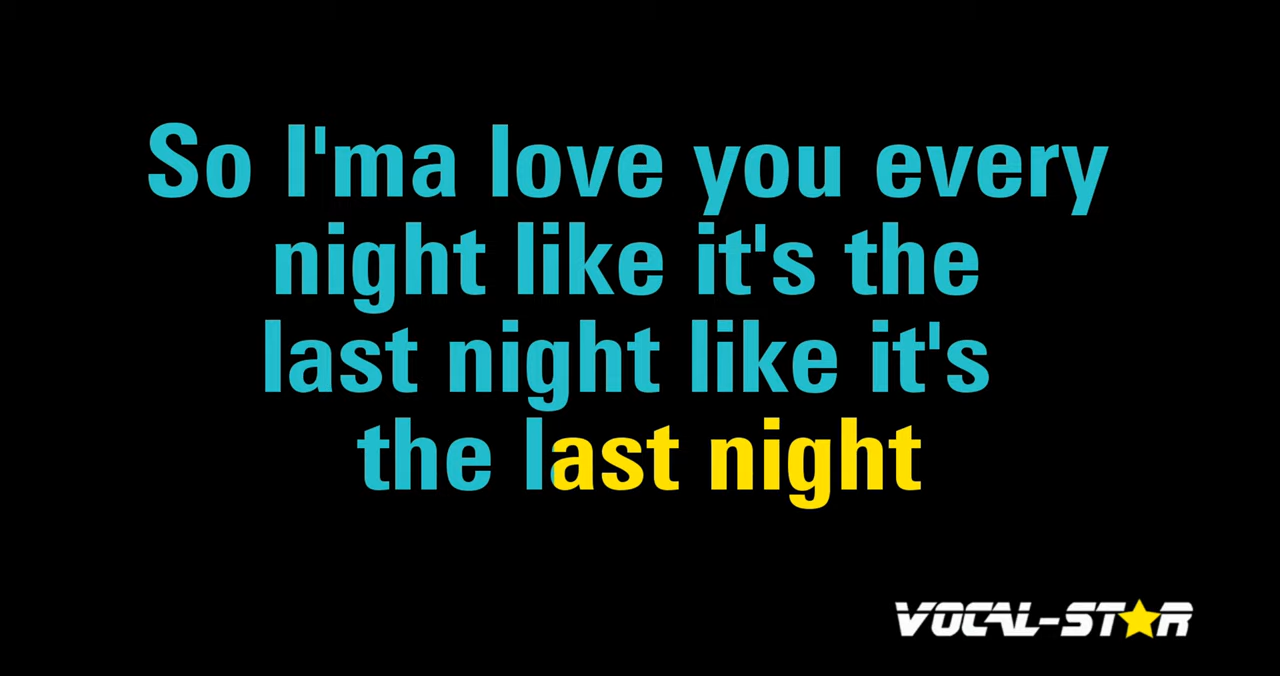 So I'ma love you every
night like it's the
last night like it's
the last night
VOCAL-STAR